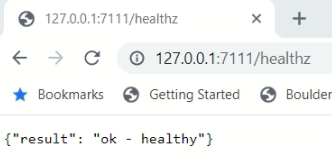 127.0.0.1:7111/healthz
127.0.0.1:7111/healthz
Bookmarks Getting Started Boulder
{"result": "ok - healthy"}